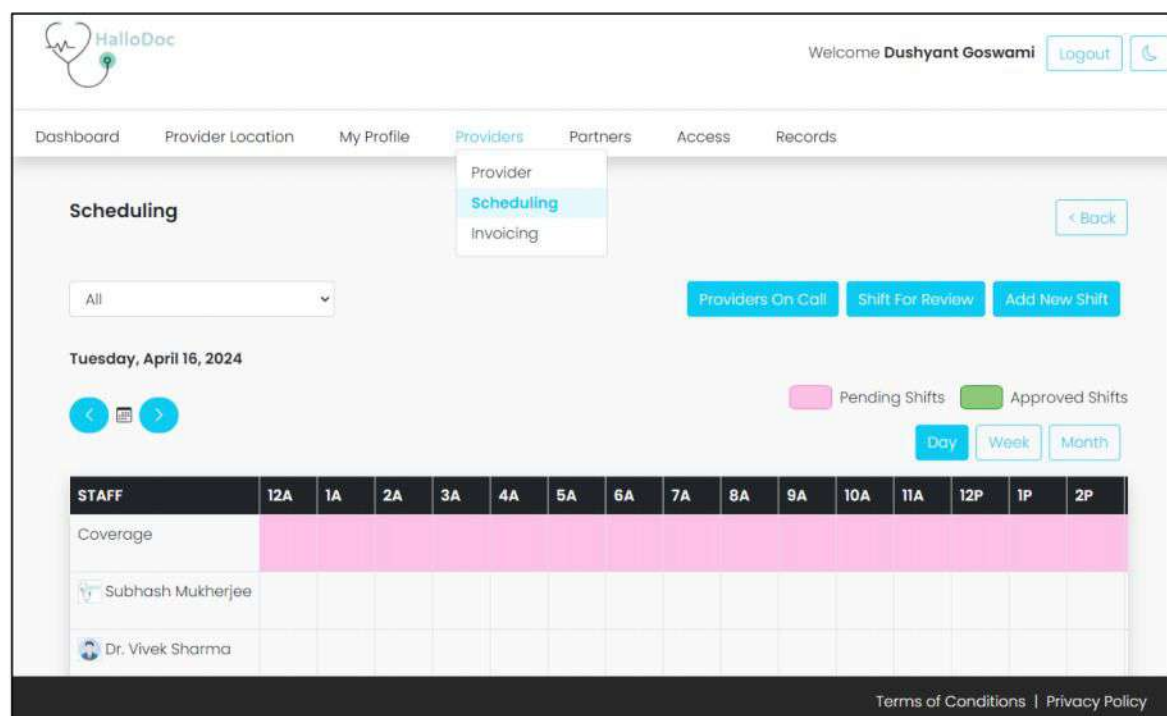 HalloDoc
Welcome Dushyant Goswami Logout
Dashboard Provider Location My Profile Providers Partners Access Records
Provider
Scheduling
Invoicing
Scheduling
< Back
All
Providers On Call Shift For Review Add New Shift
Tuesday, April 16, 2024
Pending Shifts Approved Shifts
Day Week Month
STAFF 12A 1A 2A 3A 4A 5A 6A 7A 8A 9A 10A 11A 12P 1P 2P
Coverage
Subhash Mukherjee
Dr. Vivek Sharma
Terms of Conditions | Privacy Policy